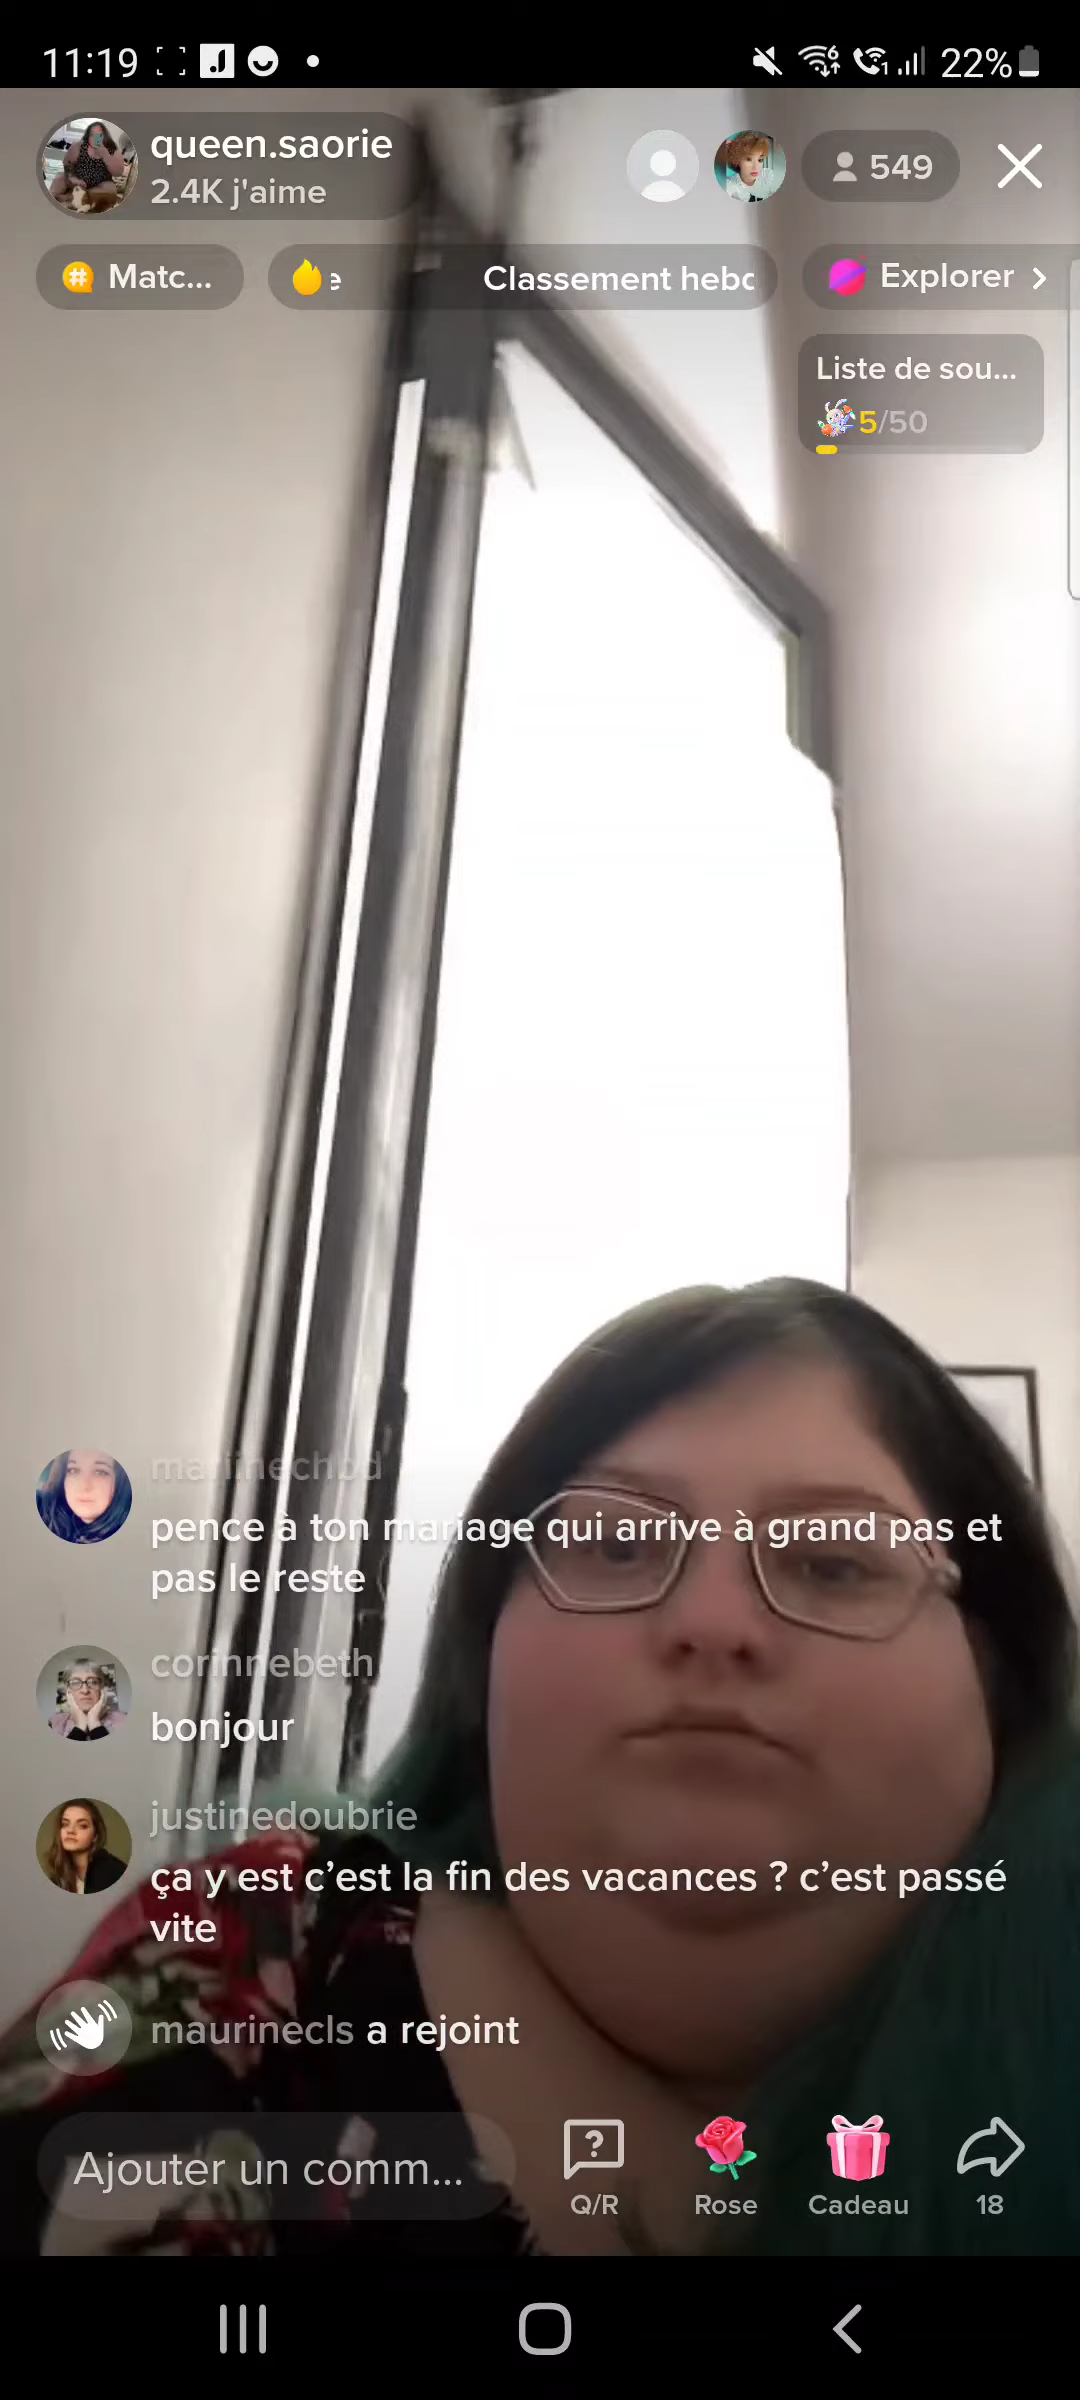 11:19
22%
queen.saorie
2.4K j'aime
549
Matc...
e Classement hebd
Explorer
Liste de sou...
5/50
mariinechbd
pence à ton mariage qui arrive à grand pas et
pas le reste
corinnebeth
bonjour
justinedoubrie
ça y est c’est la fin des vacances ? c’est passé
vite
maurinecls a rejoint
Ajouter un comm...
Q/R
Rose
Cadeau
18